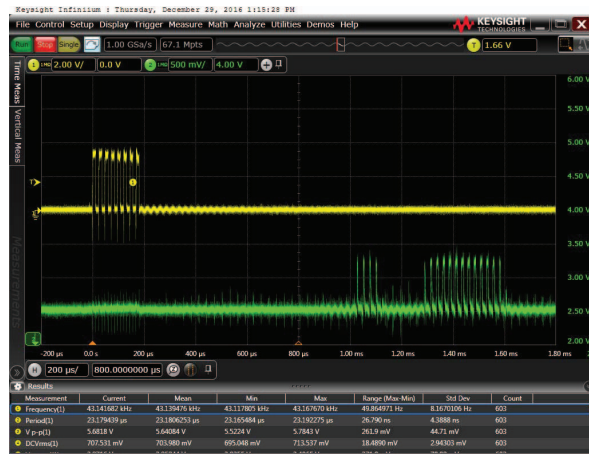 Keysight Infiniium : Thursday, December 29, 2016 1:15:28 PM
File Control Setup Display Trigger Measure Math Analyze Utilities Demos Help
KEYSIGHT
TECHNOLOGIES
Run Stop Single 1.00 GSa/s 67.1 Mpts T 1.66 V
1 1MΩ 2.00 V/ 0.0 V 2 1MΩ 500 mV/ 4.00 V
Time Meas
Vertical Meas
Measurements
6.00 V
5.50 V
5.00 V
4.50 V
4.00 V
3.50 V
3.00 V
2.50 V
2.00 V
T
1
-200 µs 0.0 s 200 µs 400 µs 600 µs 800 µs 1.00 ms 1.20 ms 1.40 ms 1.60 ms 1.80 ms
H 200 µs/ 800.0000000 µs
Results
Measurement Current Mean Min Max Range (Max-Min) Std Dev Count
Frequency(1) 43.141682 kHz 43.139476 kHz 43.117805 kHz 43.167670 kHz 49.864971 Hz 8.1670106 Hz 603
Period(1) 23.179439 µs 23.1806253 µs 23.165484 µs 23.192275 µs 26.790 ns 4.3888 ns 603
V p-p(1) 5.6818 V 5.64084 V 5.5224 V 5.7843 V 261.9 mV 44.71 mV 603
DCVrms(1) 707.531 mV 703.980 mV 695.048 mV 713.537 mV 18.4890 mV 2.94303 mV 603